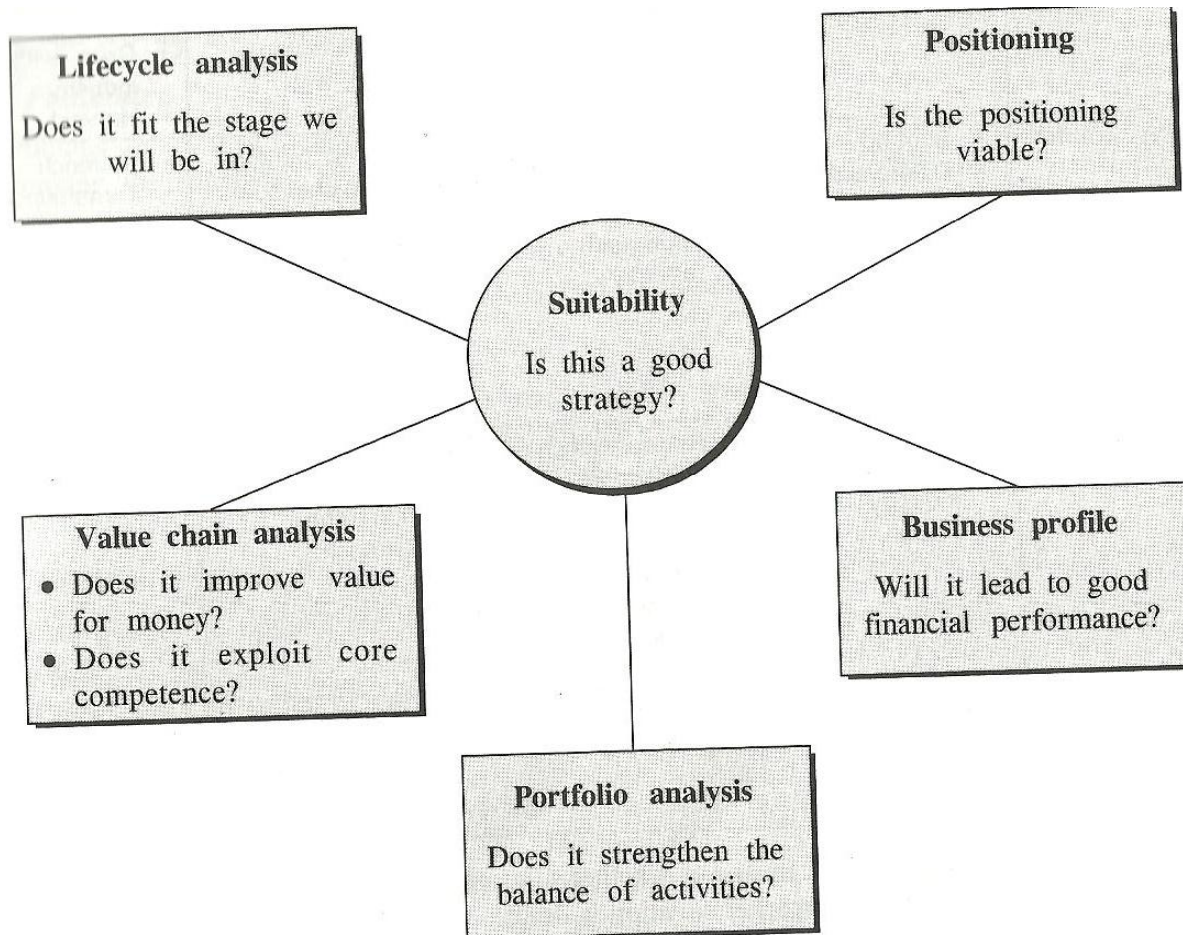 Lifecycle analysis
Does it fit the stage we
will be in?
Positioning
Is the positioning
viable?
Suitability
Is this a good
strategy?
Value chain analysis
• Does it improve value
for money?
• Does it exploit core
competence?
Business profile
Will it lead to good
financial performance?
Portfolio analysis
Does it strengthen the
balance of activities?